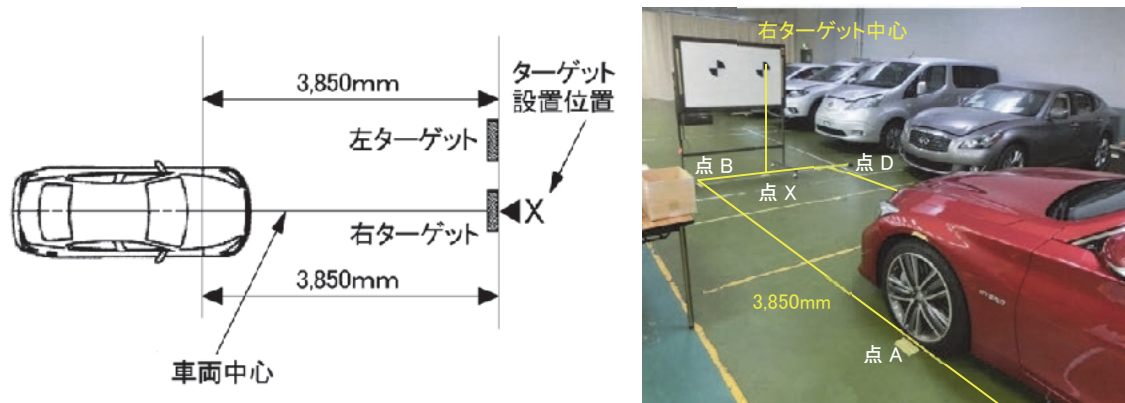 3,850mm
ターゲット
設置位置
左ターゲット
X
右ターゲット
3,850mm
車両中心
右ターゲット中心
点 B
点 D
点 X
3,850mm
点 A